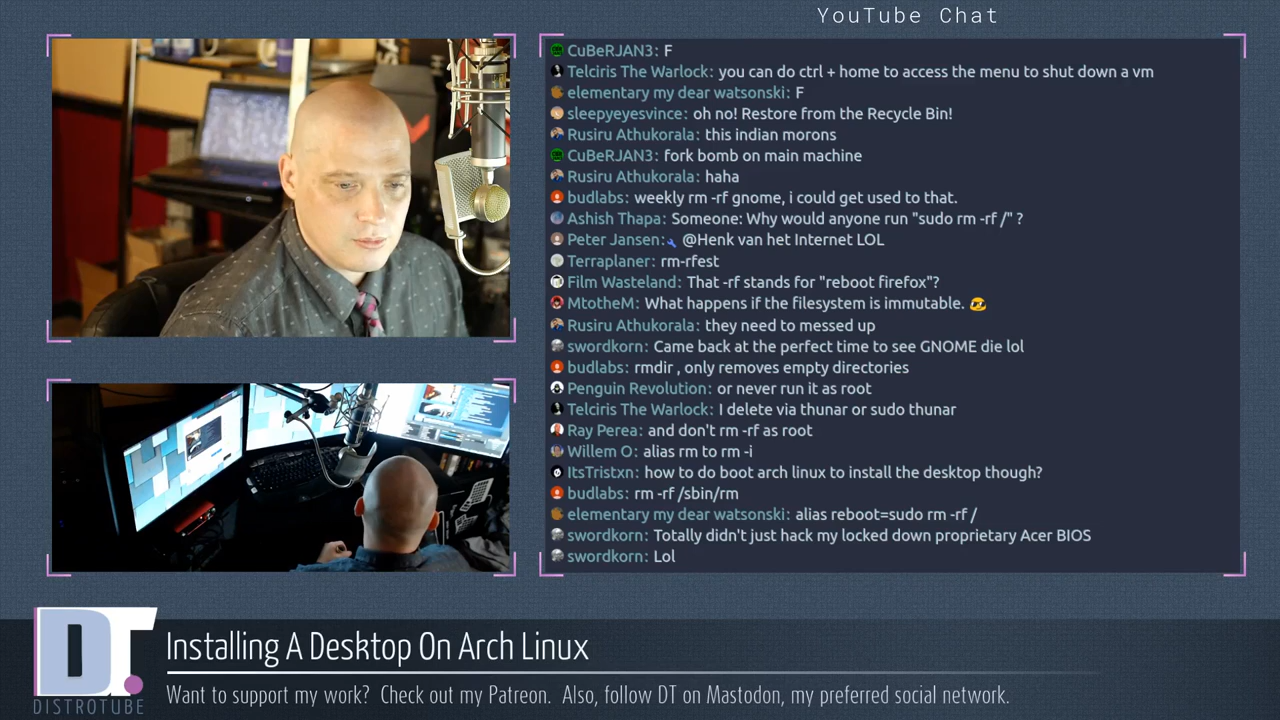 YouTube Chat
CuBeRJAN3: F
Telciris The Warlock: you can do ctrl + home to access the menu to shut down a vm
elementary my dear watsonski: F
sleepyeyesvince: oh no! Restore from the Recycle Bin!
Rusiru Athukorala: this indian morons
CuBeRJAN3: fork bomb on main machine
Rusiru Athukorala: haha
budlabs: weekly rm -rf gnome, i could get used to that.
Ashish Thapa: Someone: Why would anyone run "sudo rm -rf /" ?
Peter Jansen: @Henk van het Internet LOL
Terraplaner: rm-rfest
Film Wasteland: That -rf stands for "reboot firefox"?
MtotheM: What happens if the filesystem is immutable.
Rusiru Athukorala: they need to messed up
swordkorn: Came back at the perfect time to see GNOME die lol
budlabs: rmdir , only removes empty directories
Penguin Revolution: or never run it as root
Telciris The Warlock: I delete via thunar or sudo thunar
Ray Perea: and don't rm -rf as root
Willem O: alias rm to rm -i
ItsTristxn: how to do boot arch linux to install the desktop though?
budlabs: rm -rf /sbin/rm
elementary my dear watsonski: alias reboot=sudo rm -rf /
swordkorn: Totally didn't just hack my locked down proprietary Acer BIOS
swordkorn: Lol
DT
DISTROTUBE
Installing A Desktop On Arch Linux
Want to support my work? Check out my Patreon. Also, follow DT on Mastodon, my preferred social network.